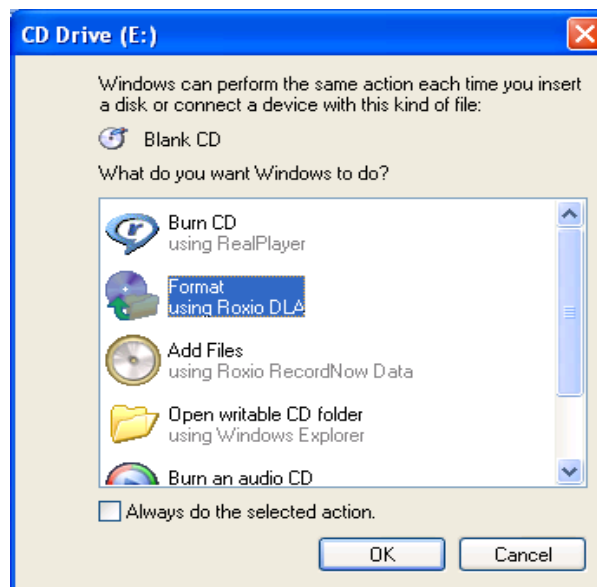 CD Drive (E:)
Windows can perform the same action each time you insert
a disk or connect a device with this kind of file:
Blank CD
What do you want Windows to do?
Burn CD
using RealPlayer
Format
using Roxio DLA
Add Files
using Roxio RecordNow Data
Open writable CD folder
using Windows Explorer
Burn an audio CD
Always do the selected action.
OK
Cancel